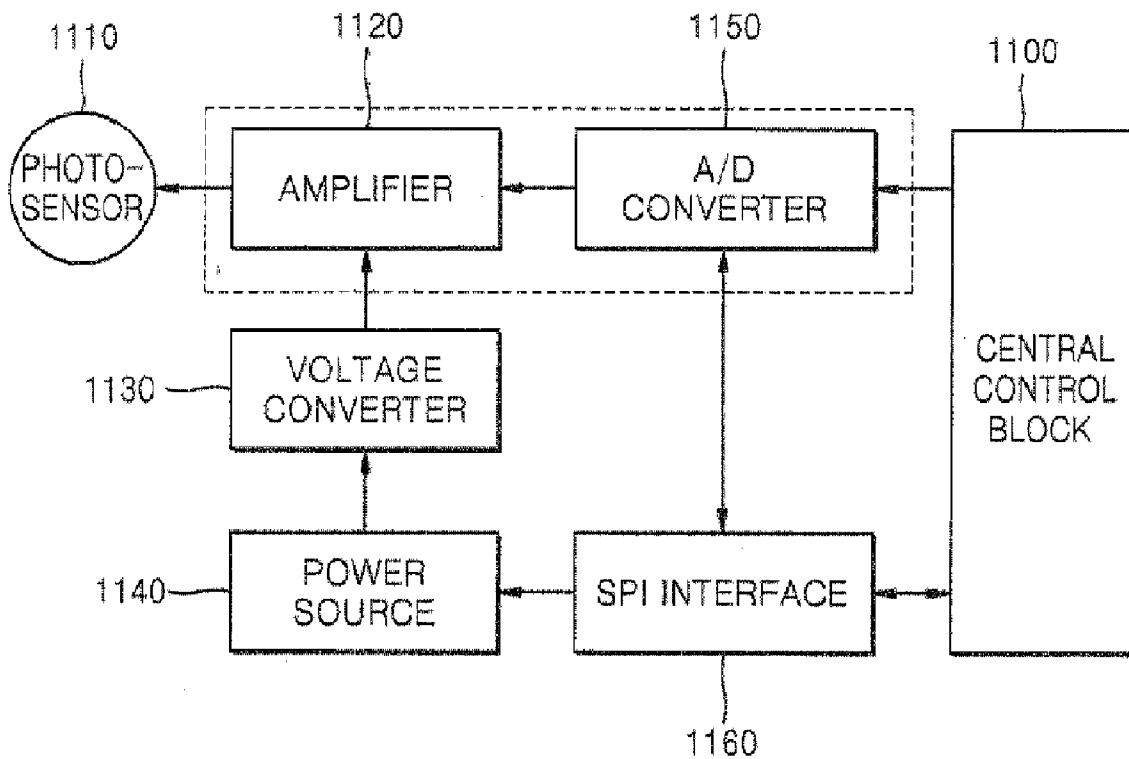 1110
1120
1150
1100
PHOTO-
SENSOR
AMPLIFIER
A/D
CONVERTER
CENTRAL
CONTROL
BLOCK
1130
VOLTAGE
CONVERTER
1140
POWER
SOURCE
SPI INTERFACE
1160